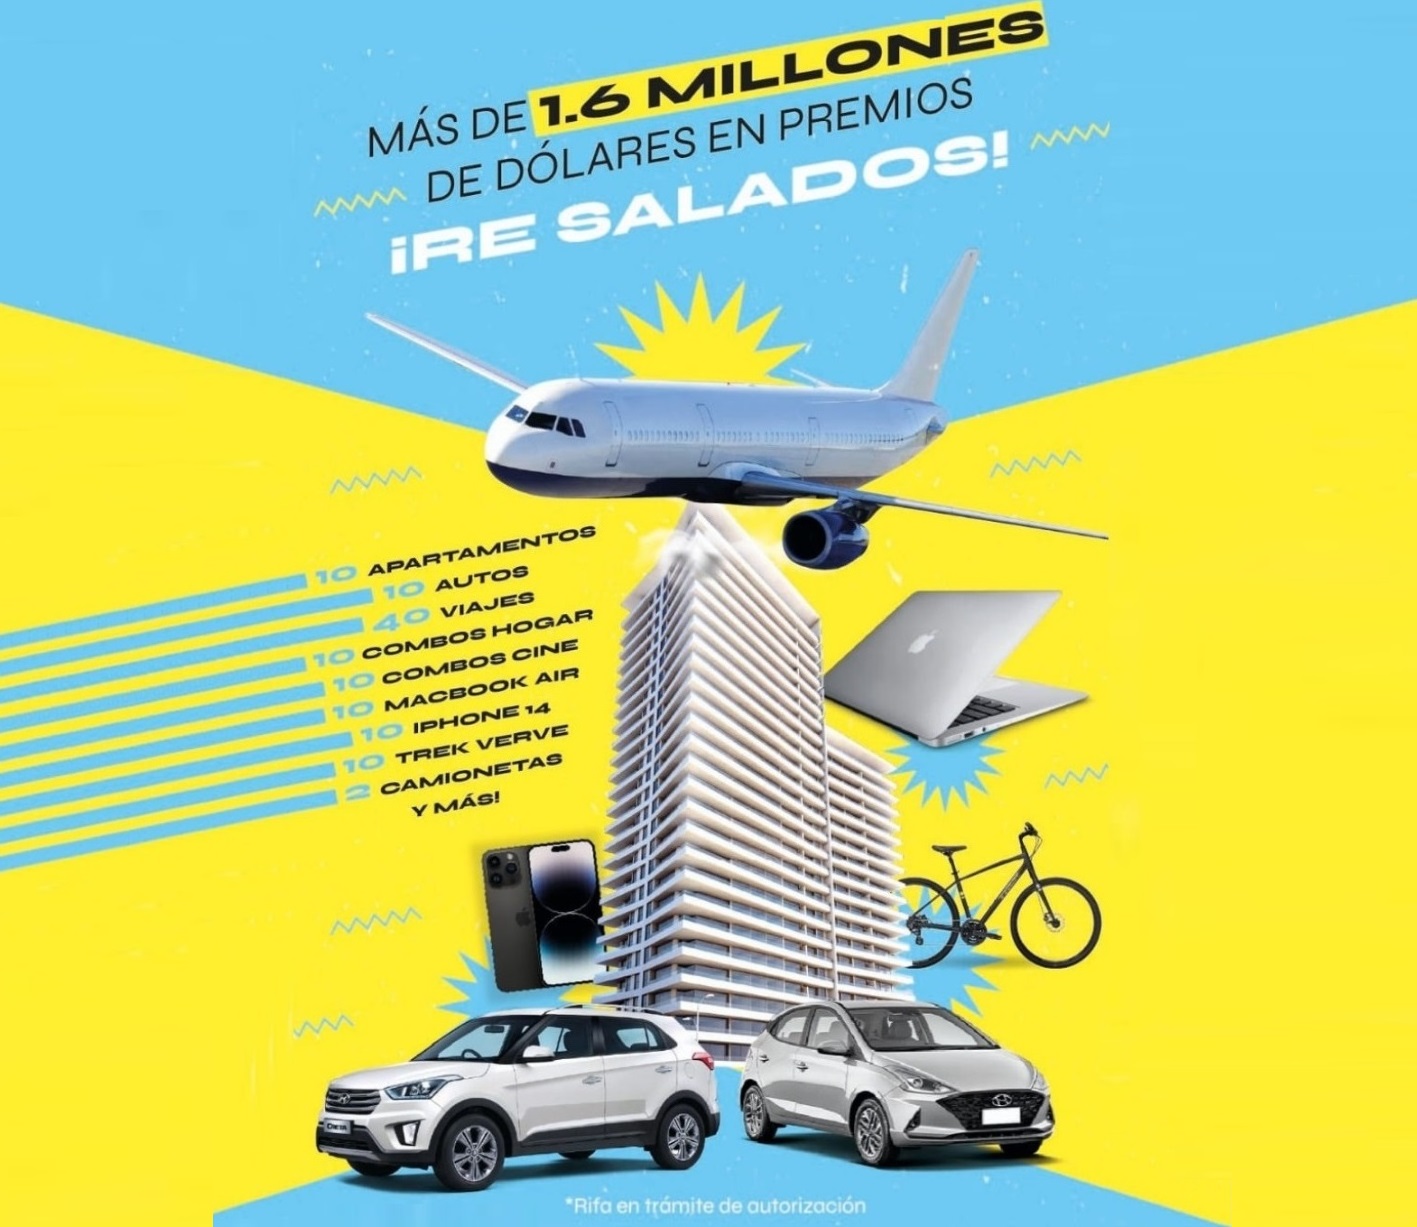 MÁS DE 1.6 MILLONES
DE DÓLARES EN PREMIOS
¡RE SALADOS!
10 APARTAMENTOS
10 AUTOS
40 VIAJES
10 COMBOS HOGAR
10 COMBOS CINE
10 MACBOOK AIR
10 IPHONE 14
10 TREK VERVE
2 CAMIONETAS
Y MÁS!
CRETA
*Rifa en trámite de autorización